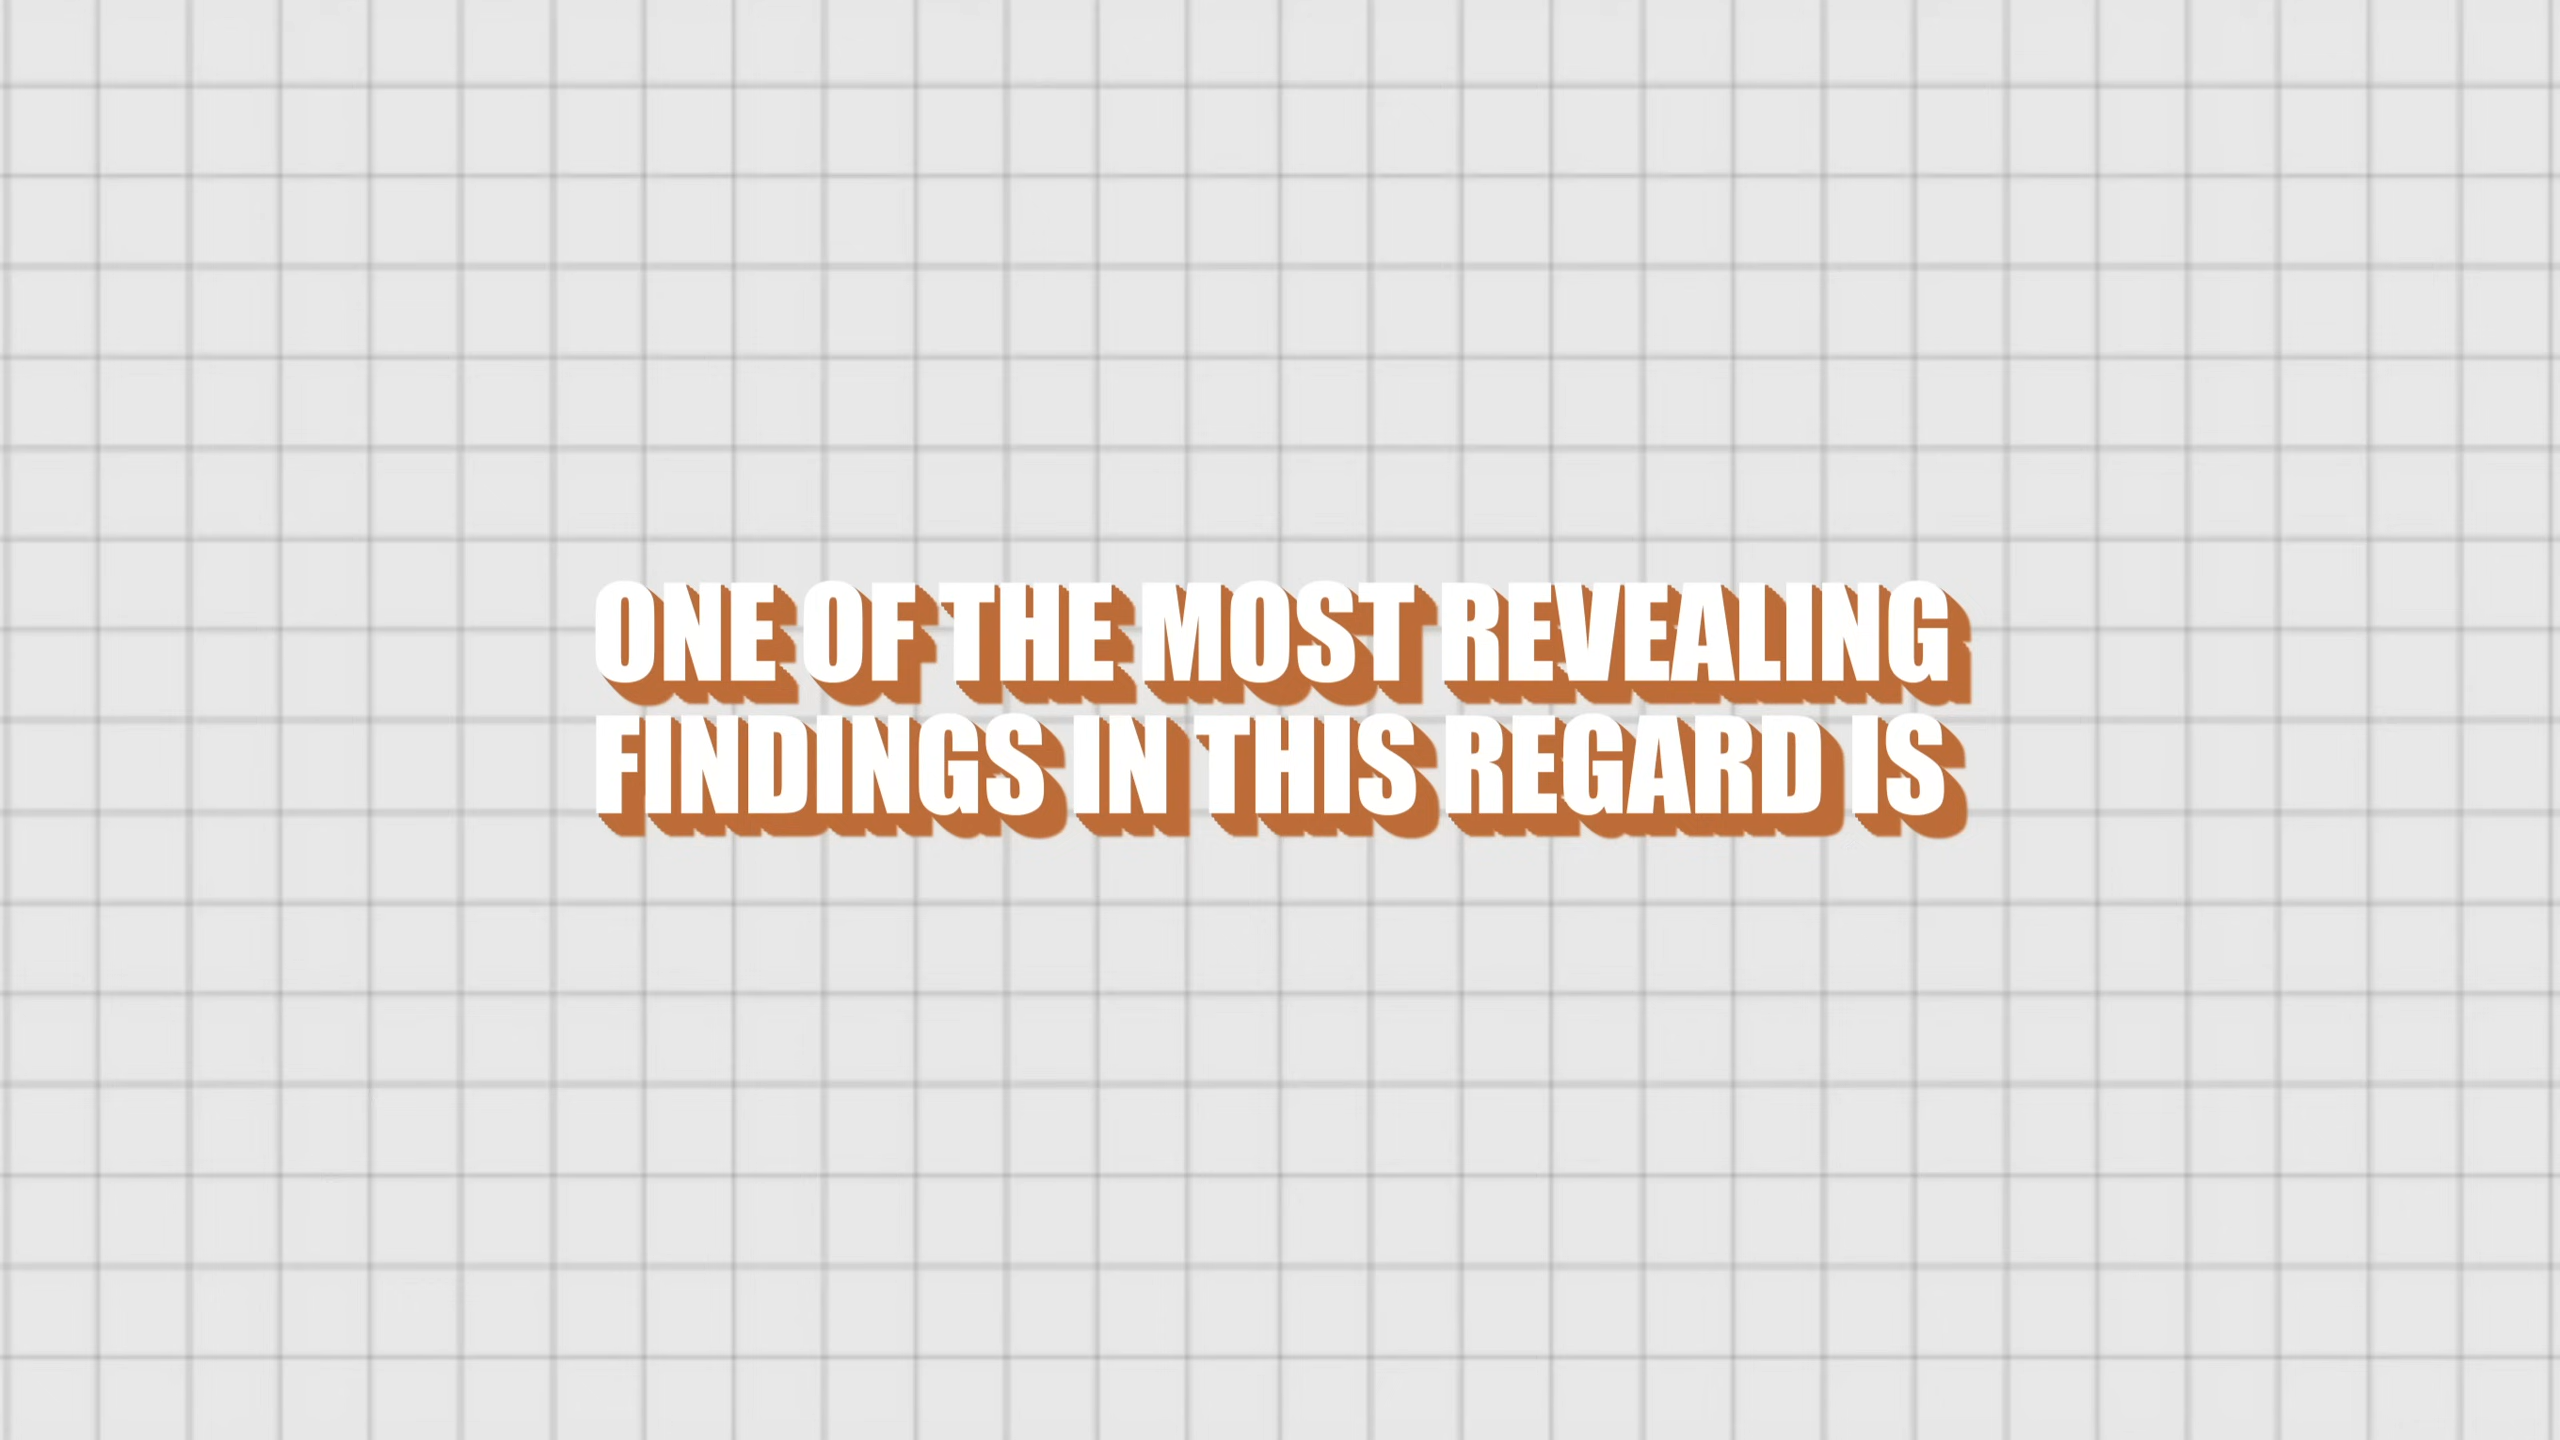 ONE OF THE MOST REVEALING
FINDINGS IN THIS REGARD IS